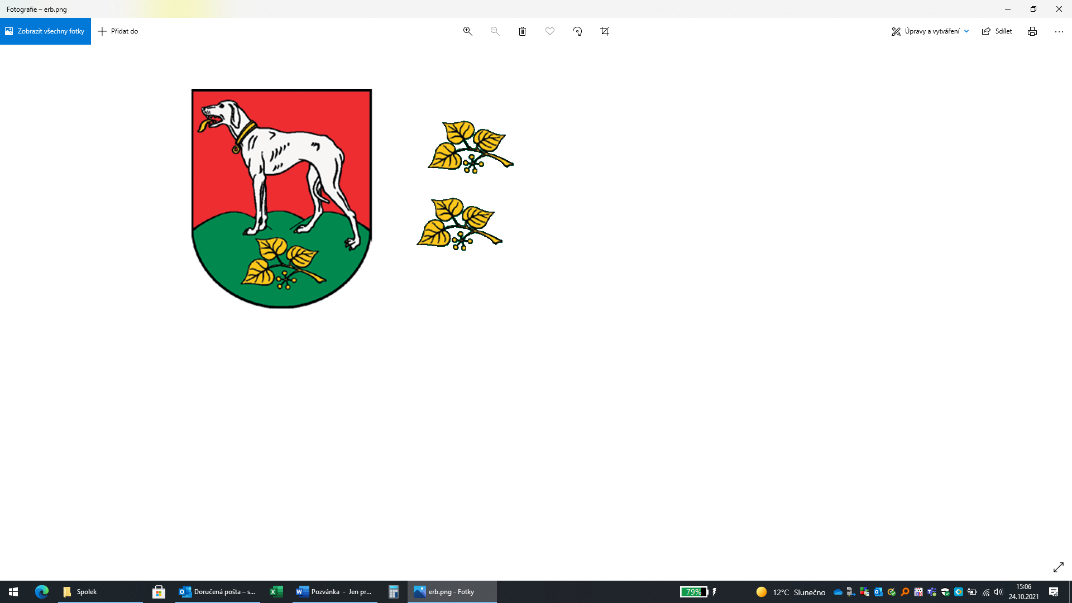 Fotografie – erb.png
Zobrazit všechny fotky
Přidat do
Úpravy a vytváření
Sdílet
Spolek
Doručená pošta – s...
Pozvánka - Jen pr...
erb.png - Fotky
79%
12°C Slunečno
15:06
24.10.2021